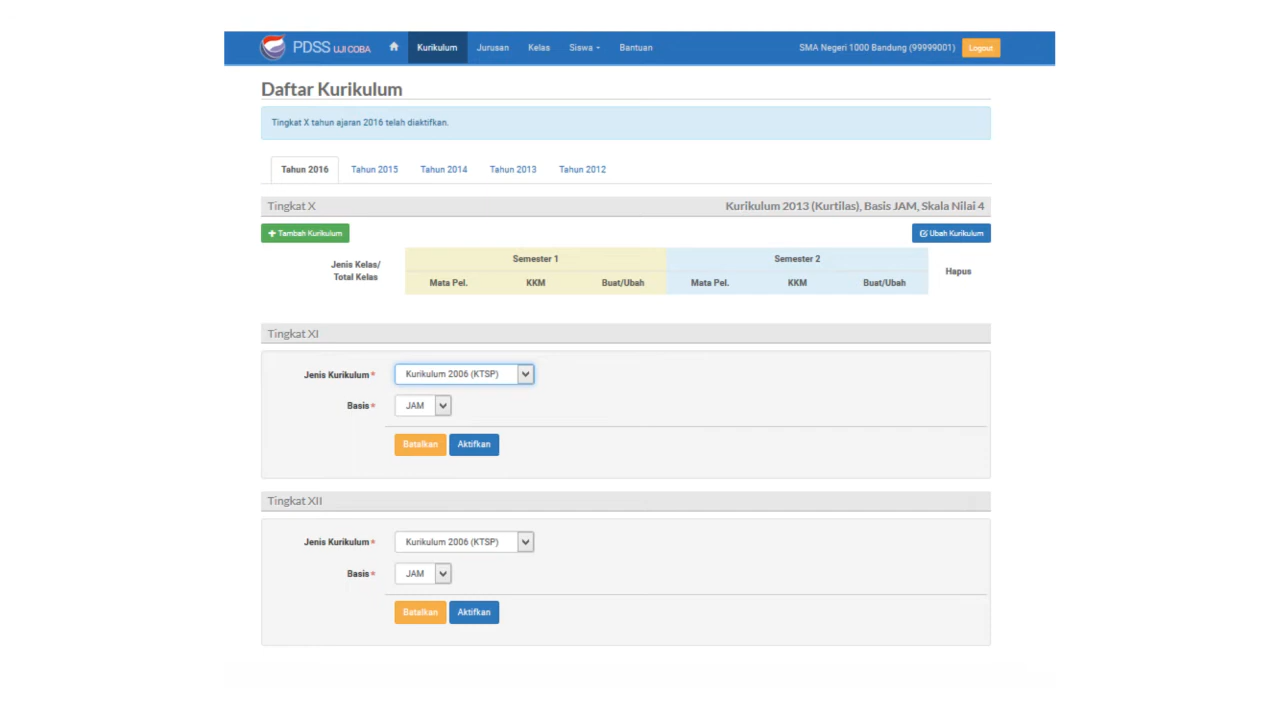 PDSS UJI COBA Kurikulum Jurusan Kelas Siswa Bantuan SMA Negeri 1000 Bandung (99999001) Logout
Daftar Kurikulum
Tingkat X tahun ajaran 2016 telah diaktifkan.
Tahun 2016 Tahun 2015 Tahun 2014 Tahun 2013 Tahun 2012
Tingkat X Kurikulum 2013 (Kurtilas), Basis JAM, Skala Nilai 4
Tambah Kurikulum Ubah Kurikulum
Jenis Kelas/
Total Kelas
Semester 1 Semester 2
Mata Pel. KKM Buat/Ubah Mata Pel. KKM Buat/Ubah
Hapus
Tingkat XI
Jenis Kurikulum * Kurikulum 2006 (KTSP)
Basis * JAM
Batalkan Aktifkan
Tingkat XII
Jenis Kurikulum * Kurikulum 2006 (KTSP)
Basis * JAM
Batalkan Aktifkan